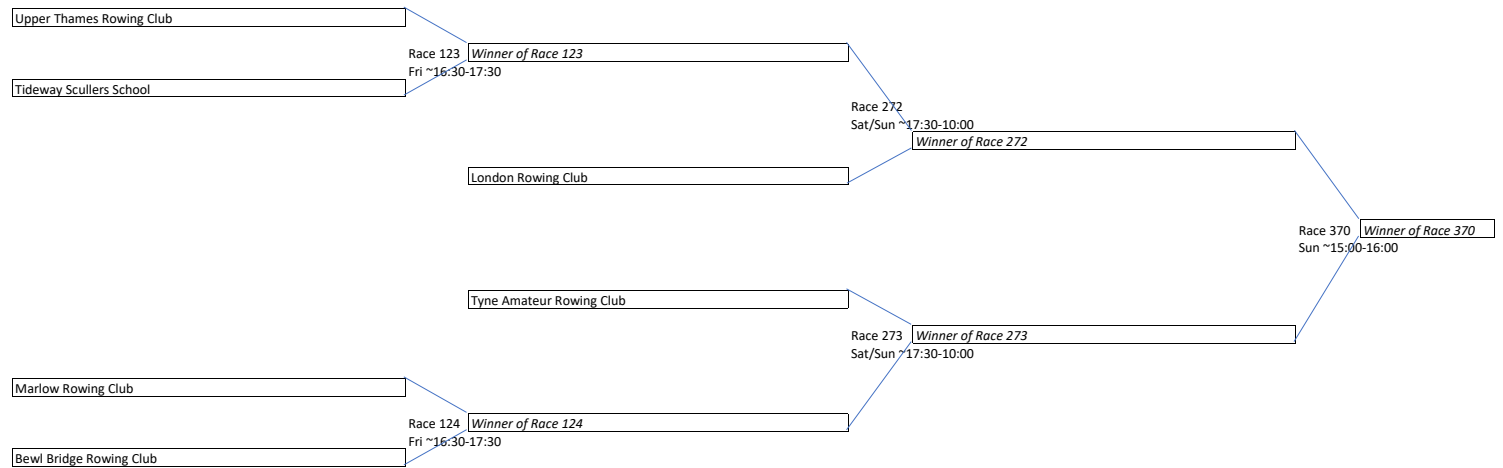 Upper Thames Rowing Club
Race 123
Winner of Race 123
Fri ~16:30-17:30
Tideway Scullers School
Race 272
Sat/Sun ~17:30-10:00
Winner of Race 272
London Rowing Club
Race 370
Winner of Race 370
Sun ~15:00-16:00
Tyne Amateur Rowing Club
Race 273
Winner of Race 273
Sat/Sun ~17:30-10:00
Marlow Rowing Club
Race 124
Winner of Race 124
Fri ~16:30-17:30
Bewl Bridge Rowing Club